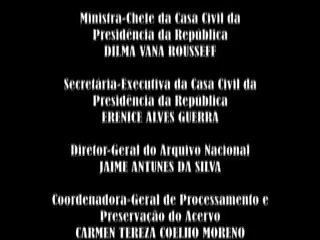 Ministra-Chefe da Casa Civil da
Presidência da República
DILMA VANA ROUSSEFF
Secretária-Executiva da Casa Civil da
Presidência da República
ERENICE ALVES GUERRA
Diretor-Geral do Arquivo Nacional
JAIME ANTUNES DA SILVA
Coordenadora-Geral de Processamento e
Preservação do Acervo
CARMEN TEREZA COELHO MORENO